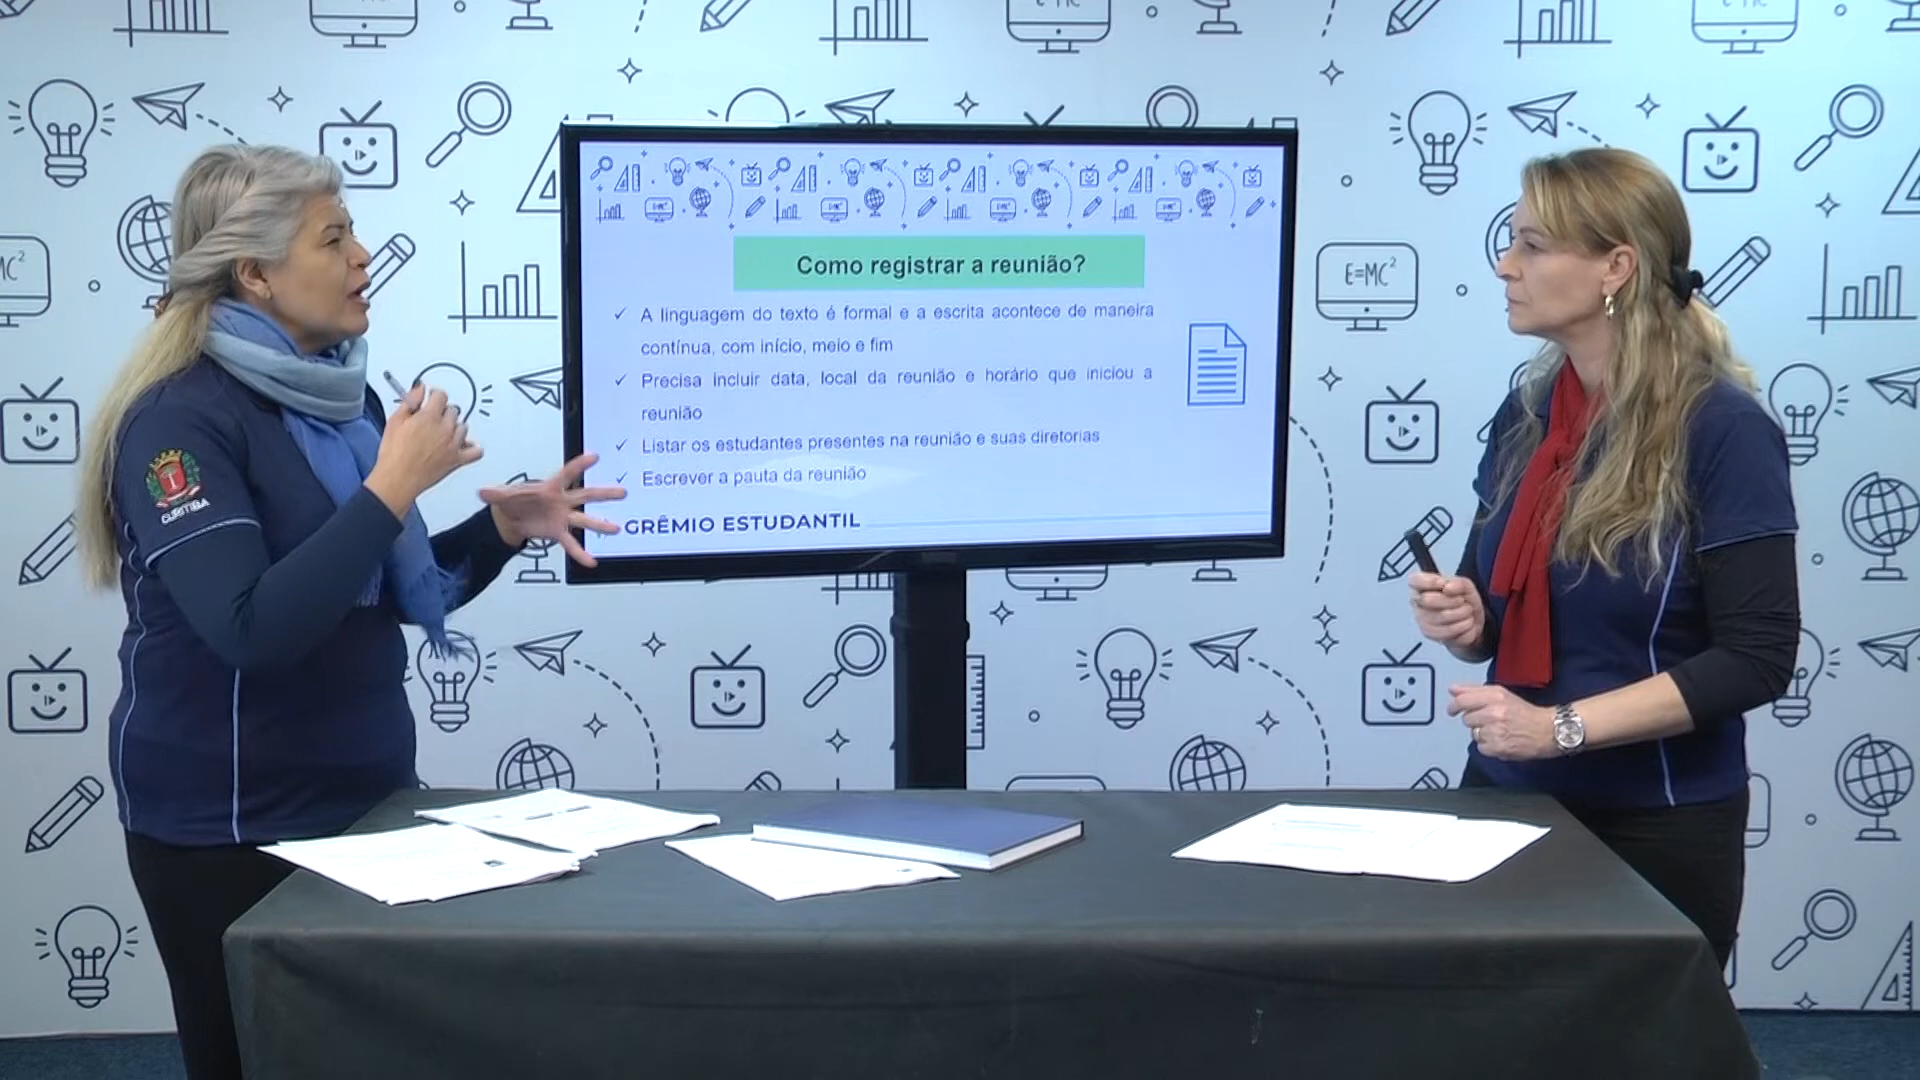 Como registrar a reunião?
✓ A linguagem do texto é formal e a escrita acontece de maneira
contínua, com início, meio e fim
✓ Precisa incluir data, local da reunião e horário que iniciou a
reunião
✓ Listar os estudantes presentes na reunião e suas diretorias
✓ Escrever a pauta da reunião
GRÊMIO ESTUDANTIL
CURITIBA
E=MC²